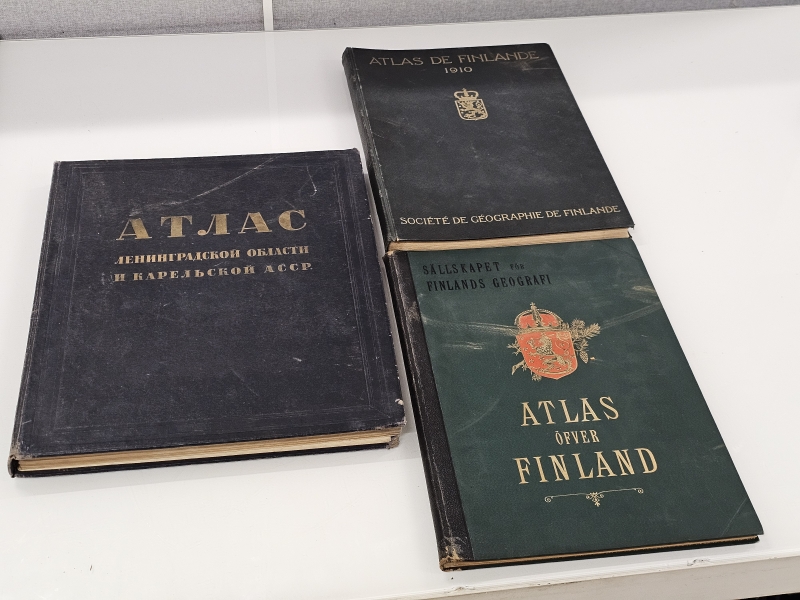 АТЛАС
ЛЕНИНГРАДСКОЙ ОБЛАСТИ
И КАРЕЛЬСКОЙ АССР.
ATLAS DE FINLANDE
1910
SOCIÉTÉ DE GÉOGRAPHIE DE FINLANDE
SÄLLSKAPET FÖR
FINLANDS GEOGRAFI
ATLAS
ÖFVER
FINLAND